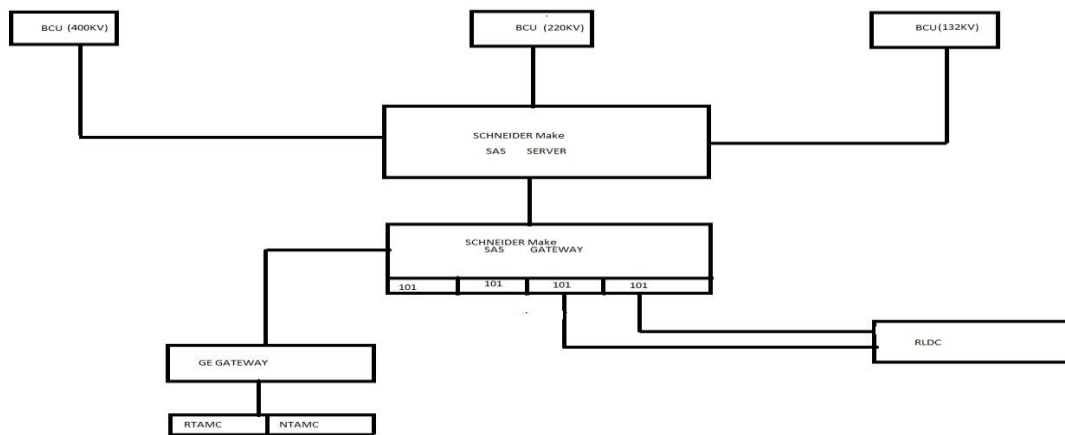 BCU (400KV)
BCU (220KV)
BCU(132KV)
SCHNEIDER Make
SAS SERVER
SCHNEIDER Make
SAS GATEWAY
101
101
101
101
GE GATEWAY
RLDC
RTAMC
NTAMC